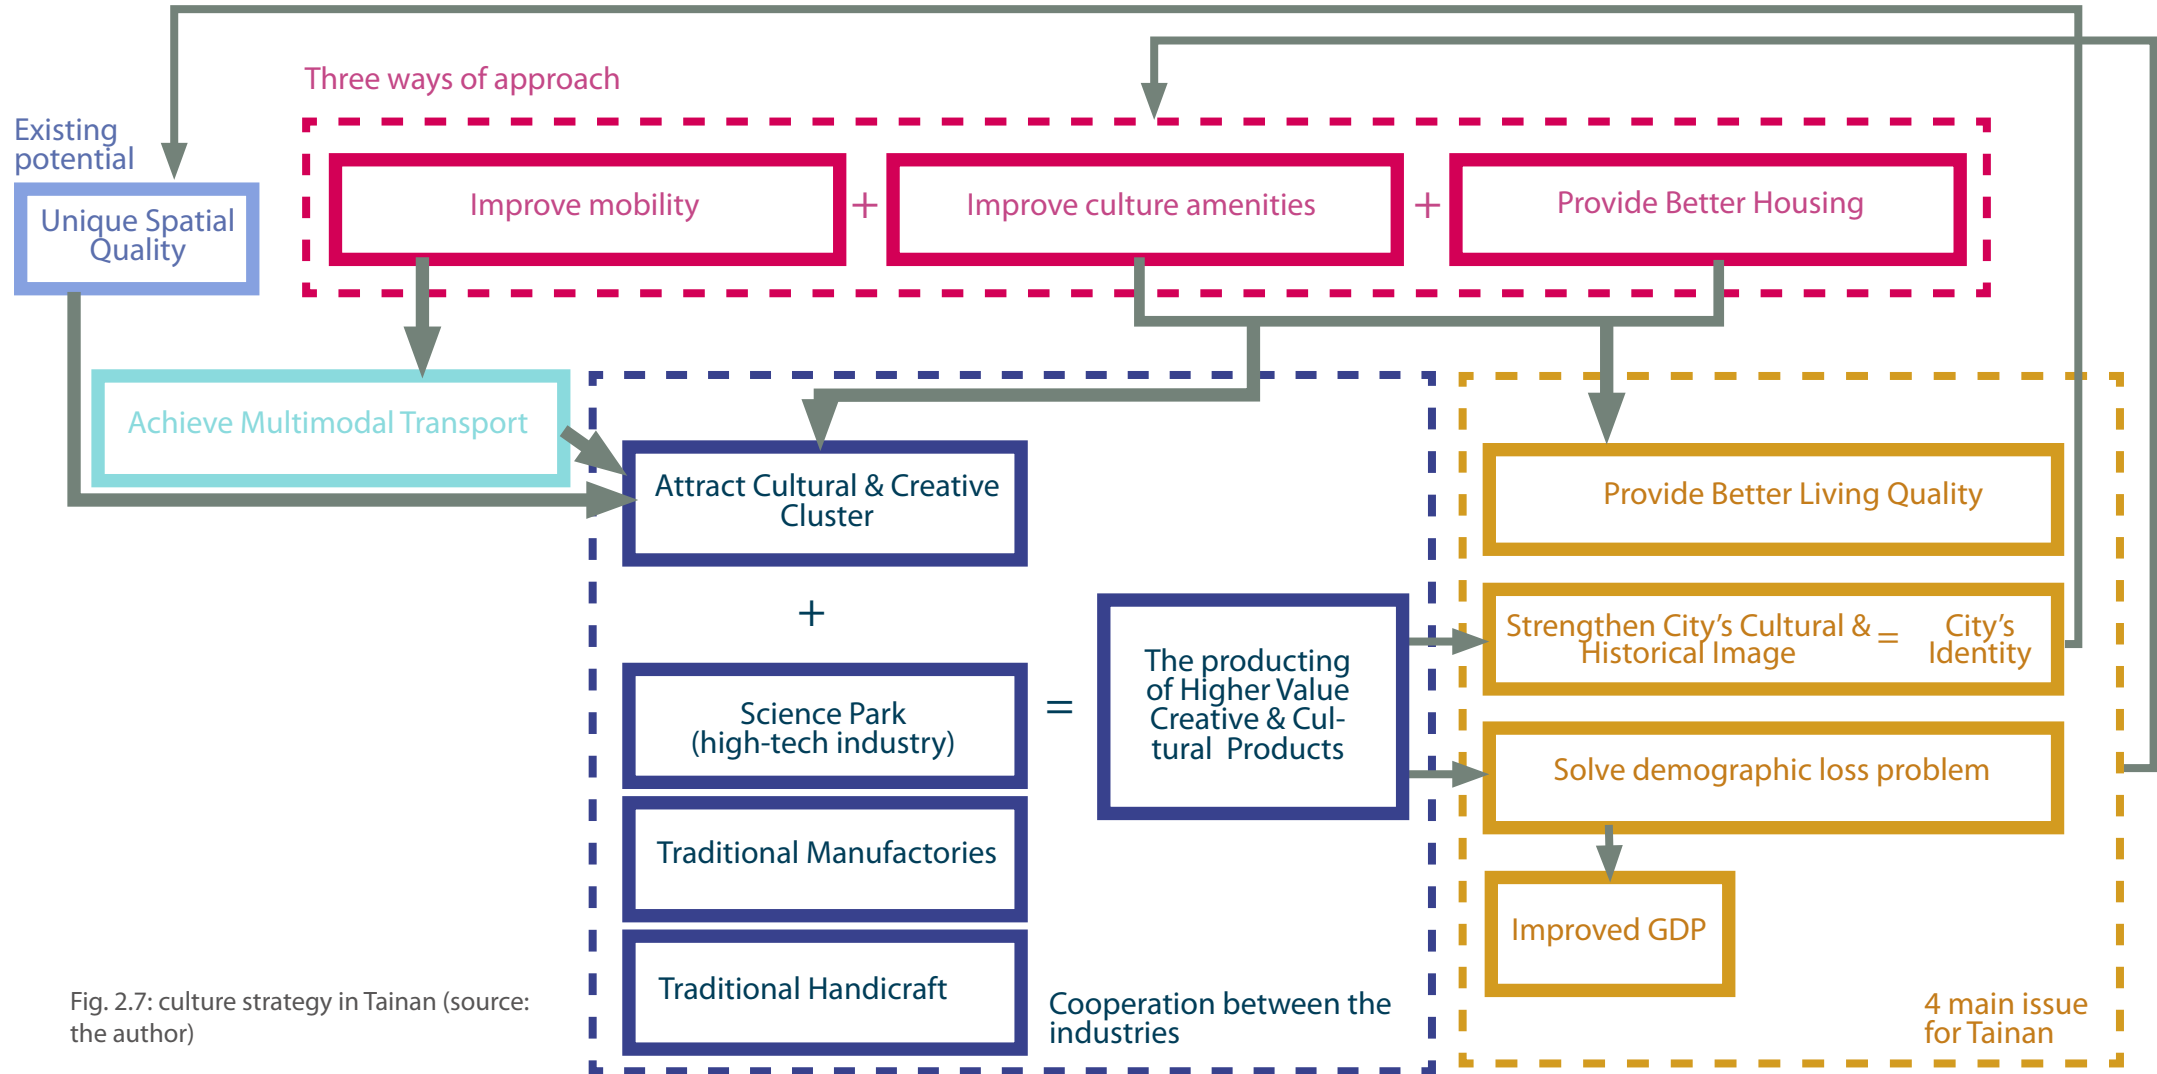 Three ways of approach
Existing
potential
Unique Spatial
Quality
Improve mobility
+
Improve culture amenities
+
Provide Better Housing
Achieve Multimodal Transport
Attract Cultural & Creative
Cluster
+
Science Park
(high-tech industry)
Traditional Manufactories
Traditional Handicraft
=
The producting
of Higher Value
Creative & Cul-
tural Products
Cooperation between the
industries
Provide Better Living Quality
Strengthen City’s Cultural &
Historical Image
=
City’s
Identity
Solve demographic loss problem
Improved GDP
4 main issue
for Tainan
Fig. 2.7: culture strategy in Tainan (source:
the author)